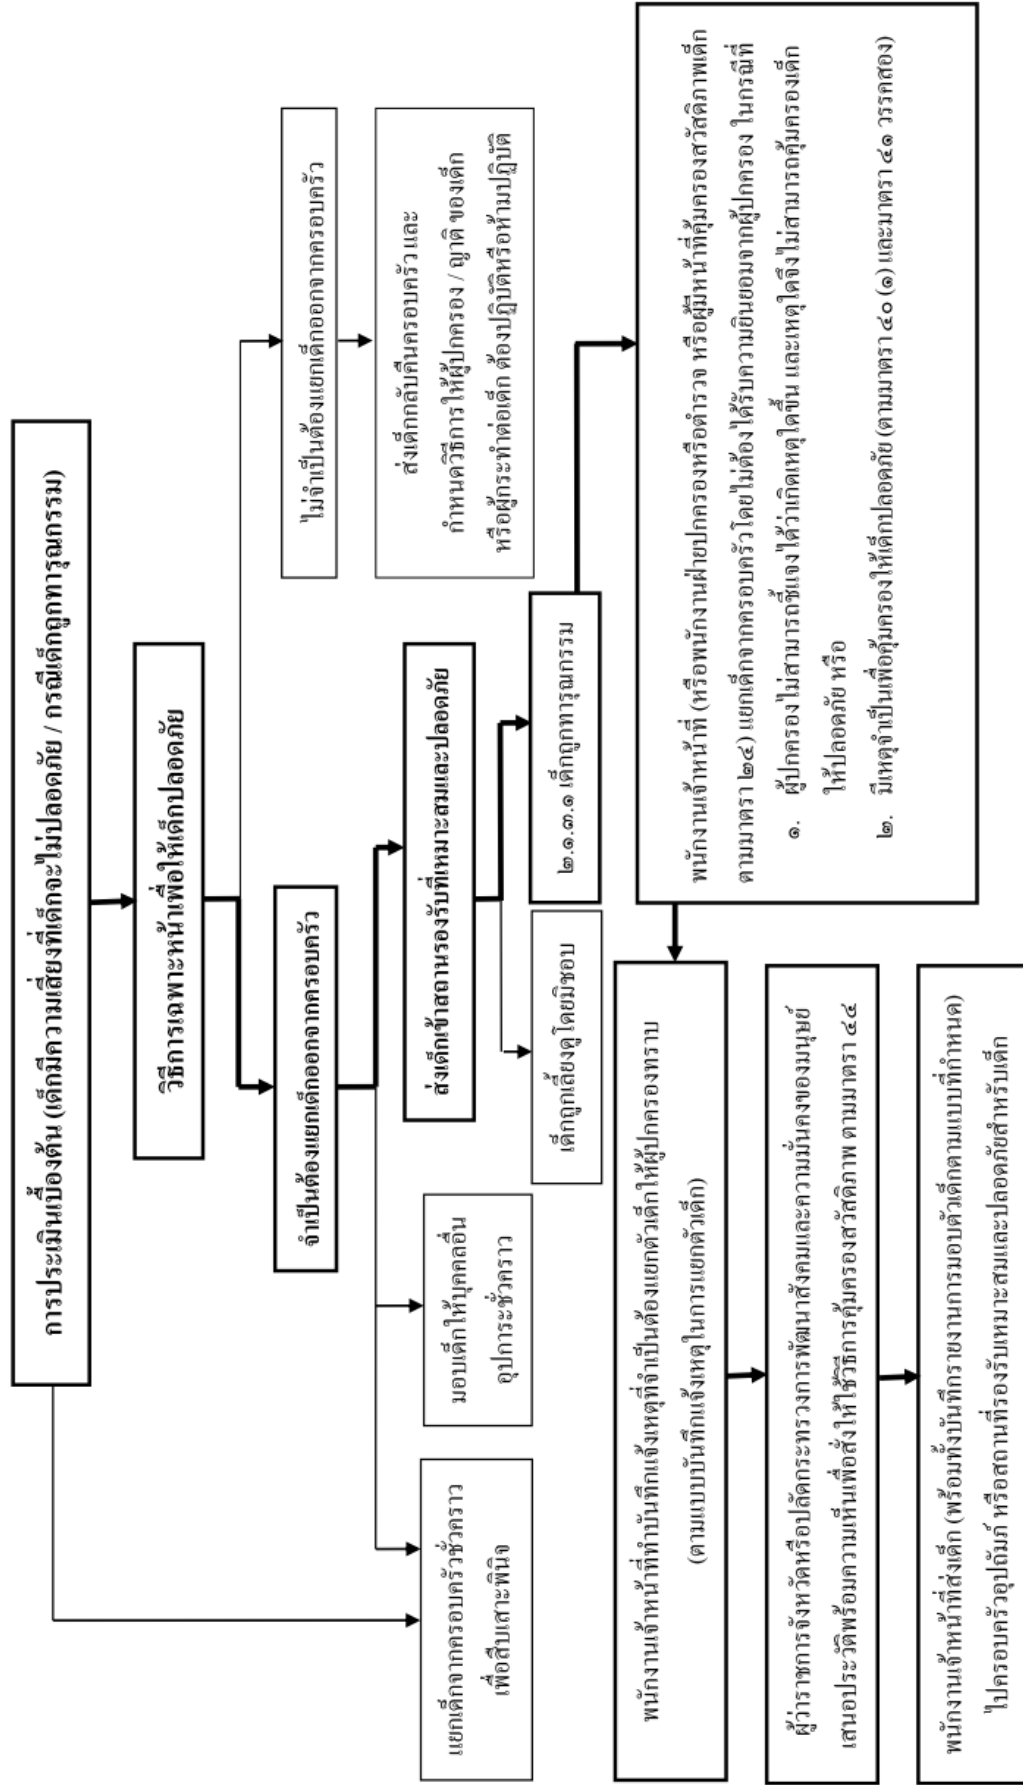 การประเมินเบื้องต้น (เด็กมีความเสี่ยงที่เด็กจะไม่ปลอดภัย / กรณีเด็กถูกทารุณกรรม)
วิธีการเฉพาะหน้าเพื่อให้เด็กปลอดภัย
จำเป็นต้องแยกเด็กออกจากครอบครัว
ไม่จำเป็นต้องแยกเด็กออกจากครอบครัว
ส่งเด็กกลับคืนครอบครัว และ
กำหนดวิธีการให้ผู้ปกครอง / ญาติ ของเด็ก
หรือผู้กระทำต่อเด็ก ต้องปฏิบัติหรือห้ามปฏิบัติ
แยกเด็กจากครอบครัวชั่วคราว
เพื่อสืบเสาะพินิจ
มอบเด็กให้บุคคลอื่น
อุปการะชั่วคราว
ส่งเด็กเข้าสถานรองรับที่เหมาะสมและปลอดภัย
เด็กถูกเลี้ยงดูโดยมิชอบ
๒.๑.๓.๑ เด็กถูกทารุณกรรม
พนักงานเจ้าหน้าที่ (หรือพนักงานฝ่ายปกครองหรือตำรวจ หรือผู้มีหน้าที่คุ้มครองสวัสดิภาพเด็ก
ตามมาตรา ๒๔) แยกเด็กจากครอบครัวโดยไม่ต้องได้รับความยินยอมจากผู้ปกครอง ในกรณีที่
๑. ผู้ปกครองไม่สามารถชี้แจงได้ว่าเกิดเหตุใดขึ้น และเหตุใดจึงไม่สามารถคุ้มครองเด็ก
ให้ปลอดภัย หรือ
๒. มีเหตุจำเป็นเพื่อคุ้มครองให้เด็กปลอดภัย (ตามมาตรา ๔๐ (๑) และมาตรา ๔๑ วรรคสอง)
พนักงานเจ้าหน้าที่ทำบันทึกแจ้งเหตุที่จำเป็นต้องแยกตัวเด็กให้ผู้ปกครองทราบ
(ตามแบบบันทึกแจ้งเหตุในการแยกตัวเด็ก)
ผู้ว่าราชการจังหวัดหรือปลัดกระทรวงการพัฒนาสังคมและความมั่นคงของมนุษย์
เสนอประวัติพร้อมความเห็นเพื่อสั่งให้ใช้วิธีการคุ้มครองสวัสดิภาพ ตามมาตรา ๔๔
พนักงานเจ้าหน้าที่ส่งเด็ก (พร้อมทั้งบันทึกรายงานการมอบตัวเด็กตามแบบที่กำหนด)
ไปครอบครัวอุปถัมภ์ หรือสถานที่รองรับเหมาะสมและปลอดภัยสำหรับเด็ก